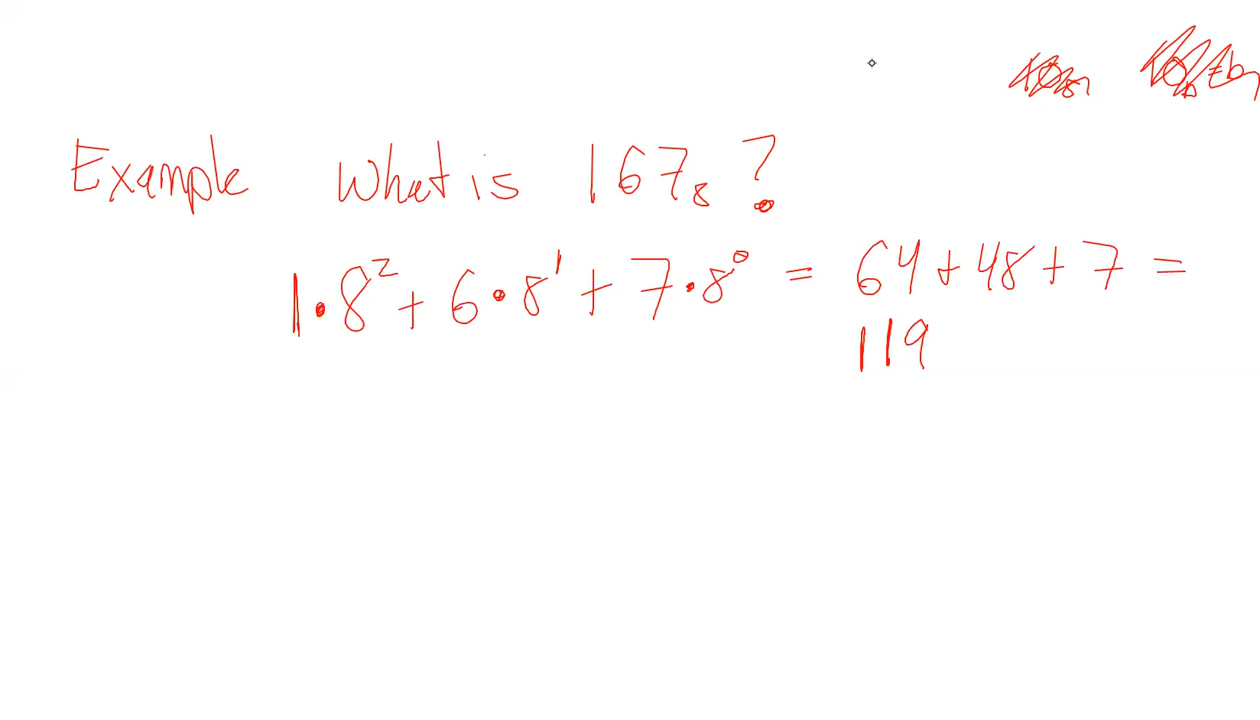 Example What is 167₈ ?
1·8² + 6·8¹ + 7·8⁰ = 64 + 48 + 7 =
119